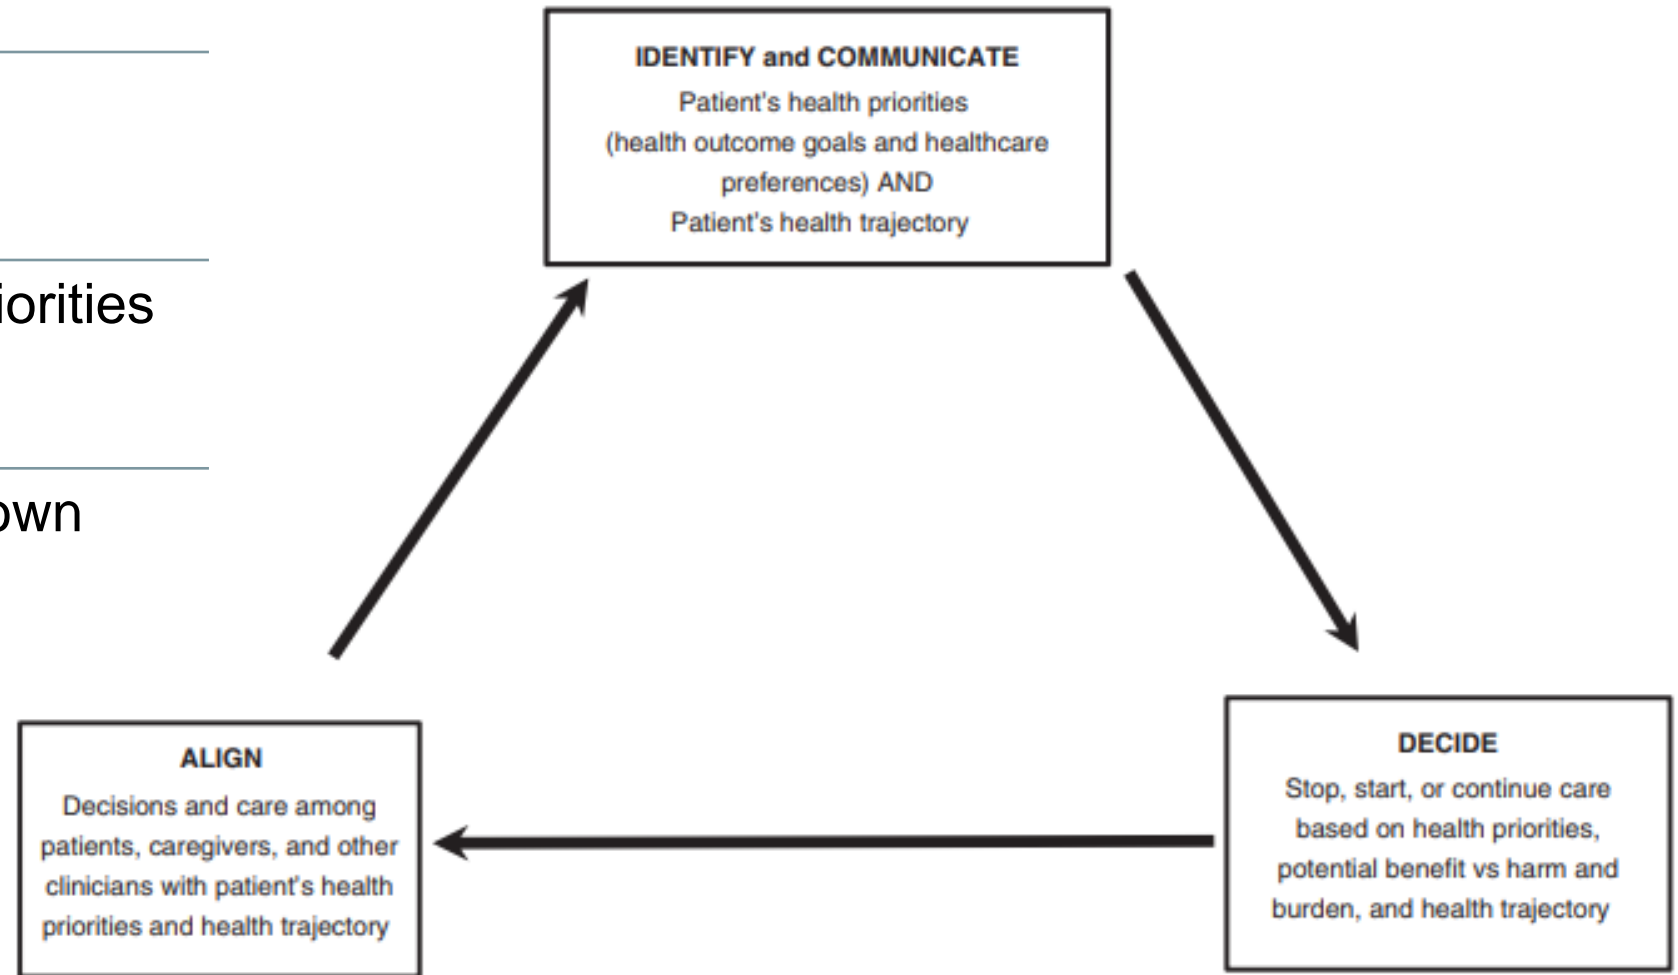 iorities
own
IDENTIFY and COMMUNICATE
Patient's health priorities
(health outcome goals and healthcare
preferences) AND
Patient's health trajectory
ALIGN
Decisions and care among
patients, caregivers, and other
clinicians with patient's health
priorities and health trajectory
DECIDE
Stop, start, or continue care
based on health priorities,
potential benefit vs harm and
burden, and health trajectory